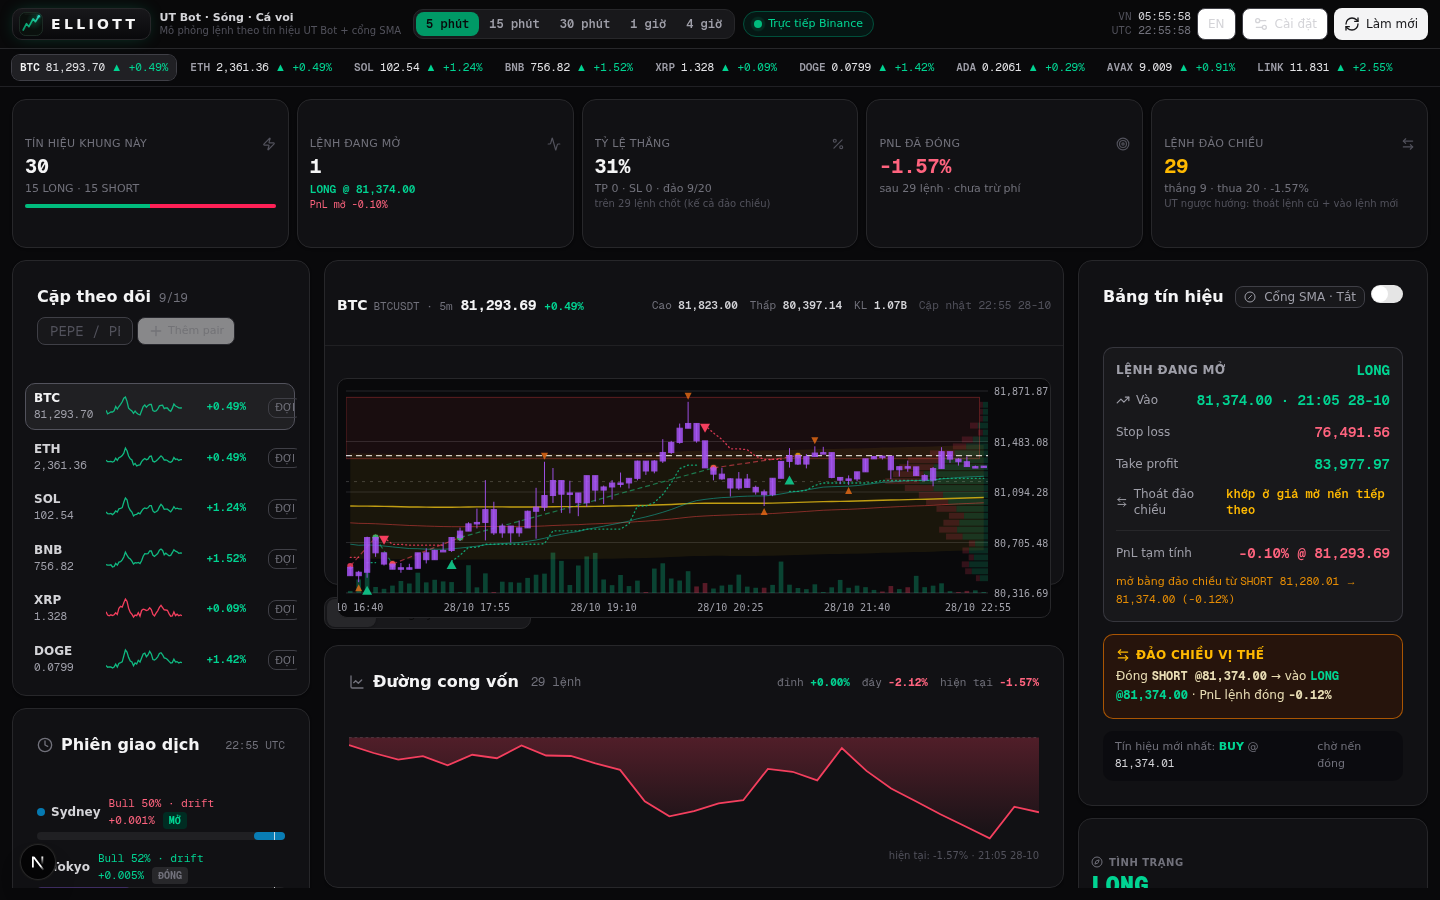 ELLIOTT
UT Bot · Sóng · Cá voi
Mô phỏng lệnh theo tín hiệu UT Bot + cổng SMA
5 phút 15 phút 30 phút 1 giờ 4 giờ
Trực tiếp Binance
VN 05:55:58
UTC 22:55:58
EN
Cài đặt
Làm mới
BTC 81,293.70 ▲ +0.49% ETH 2,361.36 ▲ +0.49% SOL 102.54 ▲ +1.24% BNB 756.82 ▲ +1.52% XRP 1.328 ▲ +0.09% DOGE 0.0799 ▲ +1.42% ADA 0.2061 ▲ +0.29% AVAX 9.009 ▲ +0.91% LINK 11.831 ▲ +2.55%
TÍN HIỆU KHUNG NÀY
30
15 LONG · 15 SHORT
LỆNH ĐANG MỞ
1
LONG @ 81,374.00
PnL mở -0.10%
TỶ LỆ THẮNG
31%
TP 0 · SL 0 · đảo 9/20
trên 29 lệnh chốt (kể cả đảo chiều)
PNL ĐÃ ĐÓNG
-1.57%
sau 29 lệnh · chưa trừ phí
LỆNH ĐẢO CHIỀU
29
thắng 9 · thua 20 · -1.57%
UT ngược hướng: thoát lệnh cũ + vào lệnh mới
Cặp theo dõi 9/19
PEPE / PI
+ Thêm pair
BTC
81,293.70
+0.49%
ĐỢI
ETH
2,361.36
+0.49%
ĐỢI
SOL
102.54
+1.24%
ĐỢI
BNB
756.82
+1.52%
ĐỢI
XRP
1.328
+0.09%
ĐỢI
DOGE
0.0799
+1.42%
ĐỢI
Phiên giao dịch 22:55 UTC
Sydney
Bull 50% · drift
+0.001% MỞ
Tokyo
Bull 52% · drift
+0.005% ĐÓNG
N
BTC BTCUSDT · 5m 81,293.69 +0.49%
Cao 81,823.00 Thấp 80,397.14 KL 1.07B Cập nhật 22:55 28-10
81,871.87
81,483.08
81,094.28
80,705.48
80,316.69
10 16:40 28/10 17:55 28/10 19:10 28/10 20:25 28/10 21:40 28/10 22:55
Đường cong vốn 29 lệnh
đỉnh +0.00% đáy -2.12% hiện tại -1.57%
hiện tại: -1.57% · 21:05 28-10
Bảng tín hiệu
Cổng SMA · Tắt
LỆNH ĐANG MỞ LONG
Vào 81,374.00 · 21:05 28-10
Stop loss 76,491.56
Take profit 83,977.97
Thoát đảo chiều
khớp ở giá mở nến tiếp theo
PnL tạm tính -0.10% @ 81,293.69
mở bằng đảo chiều từ SHORT 81,280.01 →
81,374.00 (-0.12%)
ĐẢO CHIỀU VỊ THẾ
Đóng SHORT @81,374.00 → vào LONG
@81,374.00 · PnL lệnh đóng -0.12%
Tín hiệu mới nhất: BUY @
81,374.01
chờ nến
đóng
TÌNH TRẠNG
LONG